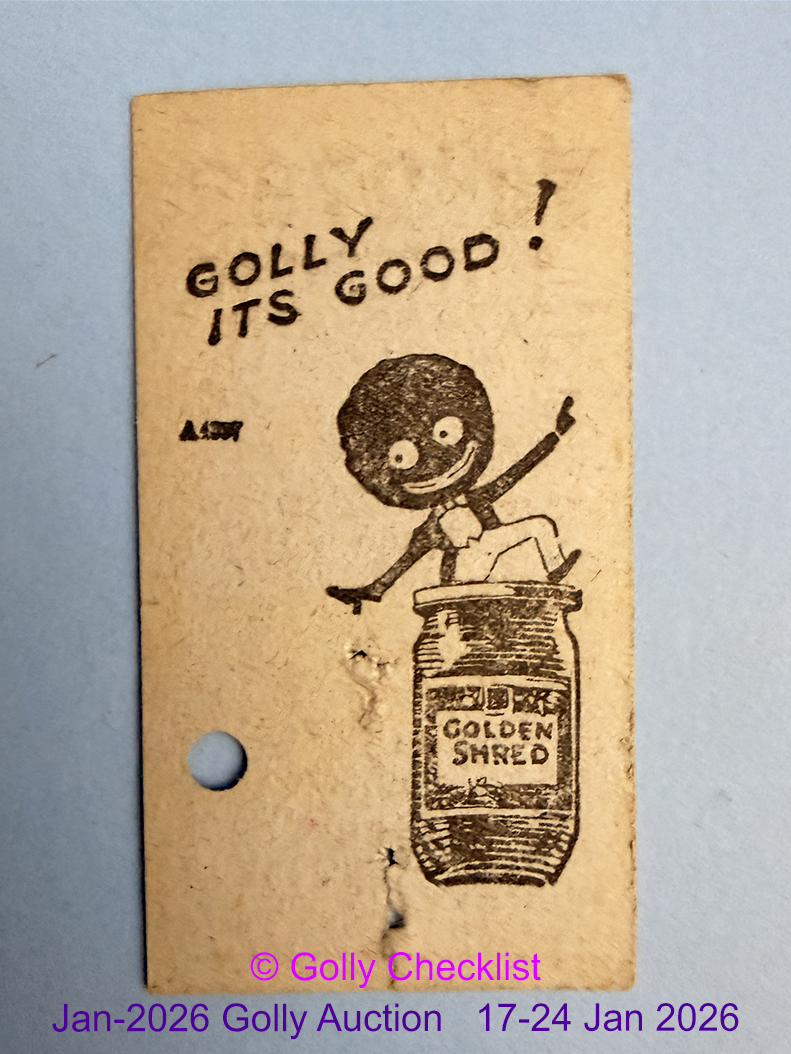 GOLLY
ITS GOOD!
GOLDEN
SHRED
© Golly Checklist
Jan-2026 Golly Auction 17-24 Jan 2026